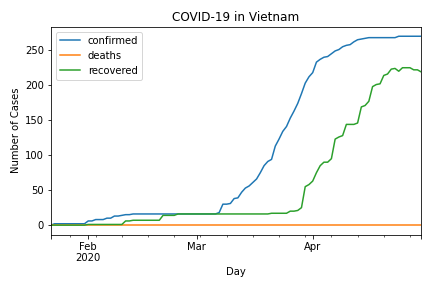 COVID-19 in Vietnam
confirmed
deaths
recovered
Number of Cases
250
200
150
100
50
0
Feb
2020
Mar
Apr
Day